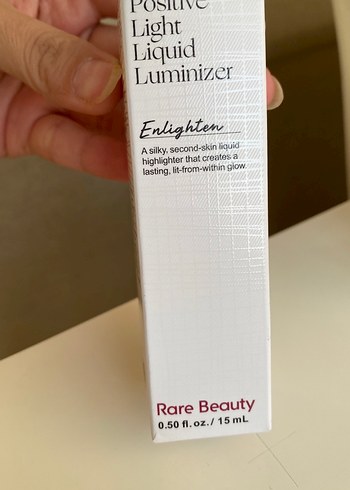 Positive
Light
Liquid
Luminizer
Enlighten
A silky, second-skin liquid
highlighter that creates a
lasting, lit-from-within glow.
Rare Beauty
0.50 fl. oz. / 15 mL